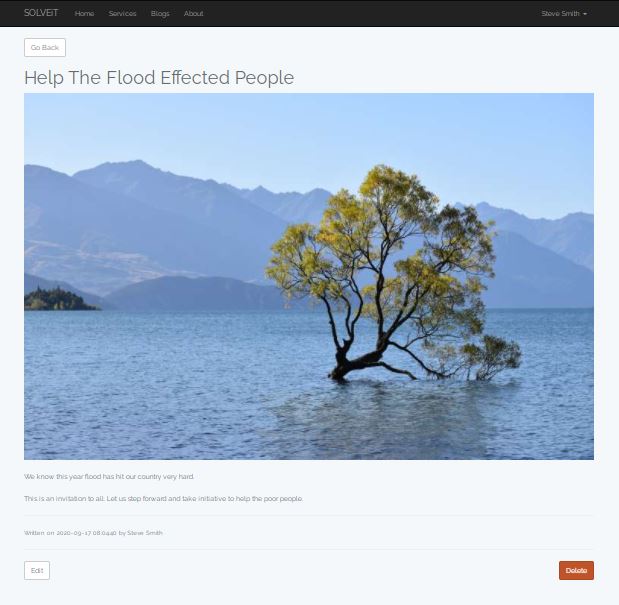 SOLVEiT Home Services Blogs About Steve Smith
Go Back
Help The Flood Effected People
We know this year flood has hit our country very hard.
This is an invitation to all. Let us step forward and take initiative to help the poor people.
Written on 2020-09-17 08:04:40 by Steve Smith
Edit Delete